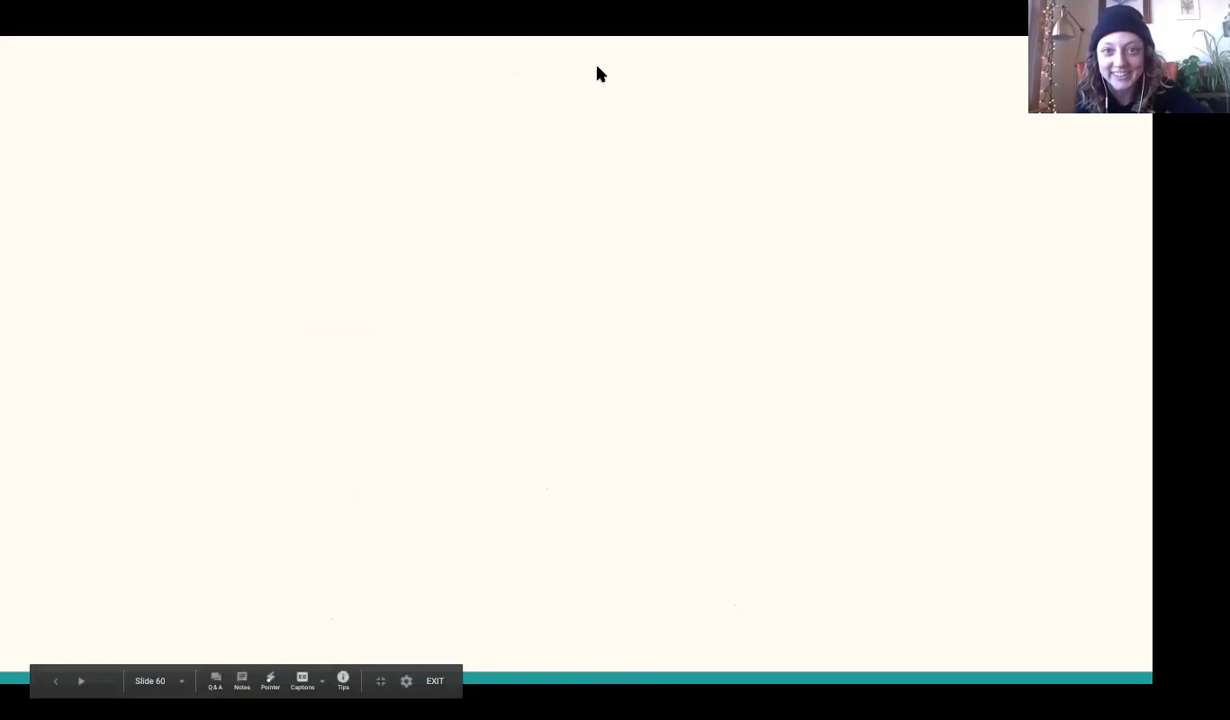 Slide 60
Q & A
Notes
Pointer
Captions
Tips
EXIT